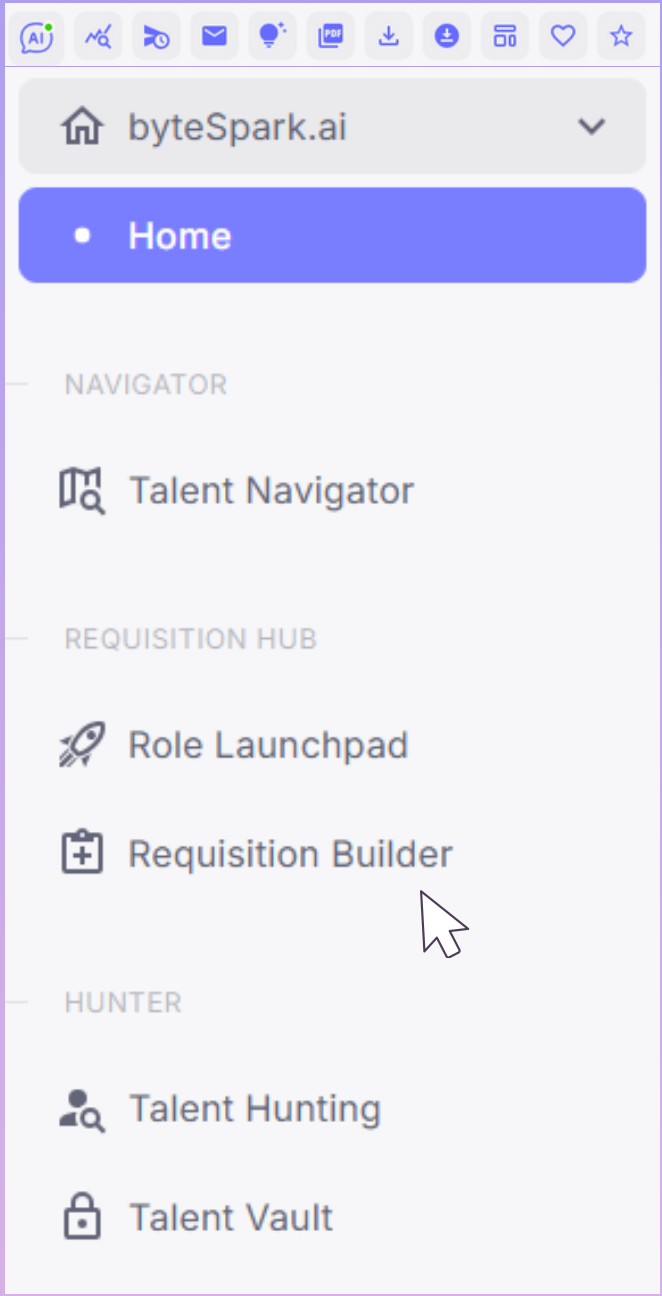 AI
PDF
byteSpark.ai
Home
NAVIGATOR
Talent Navigator
REQUISITION HUB
Role Launchpad
Requisition Builder
HUNTER
Talent Hunting
Talent Vault